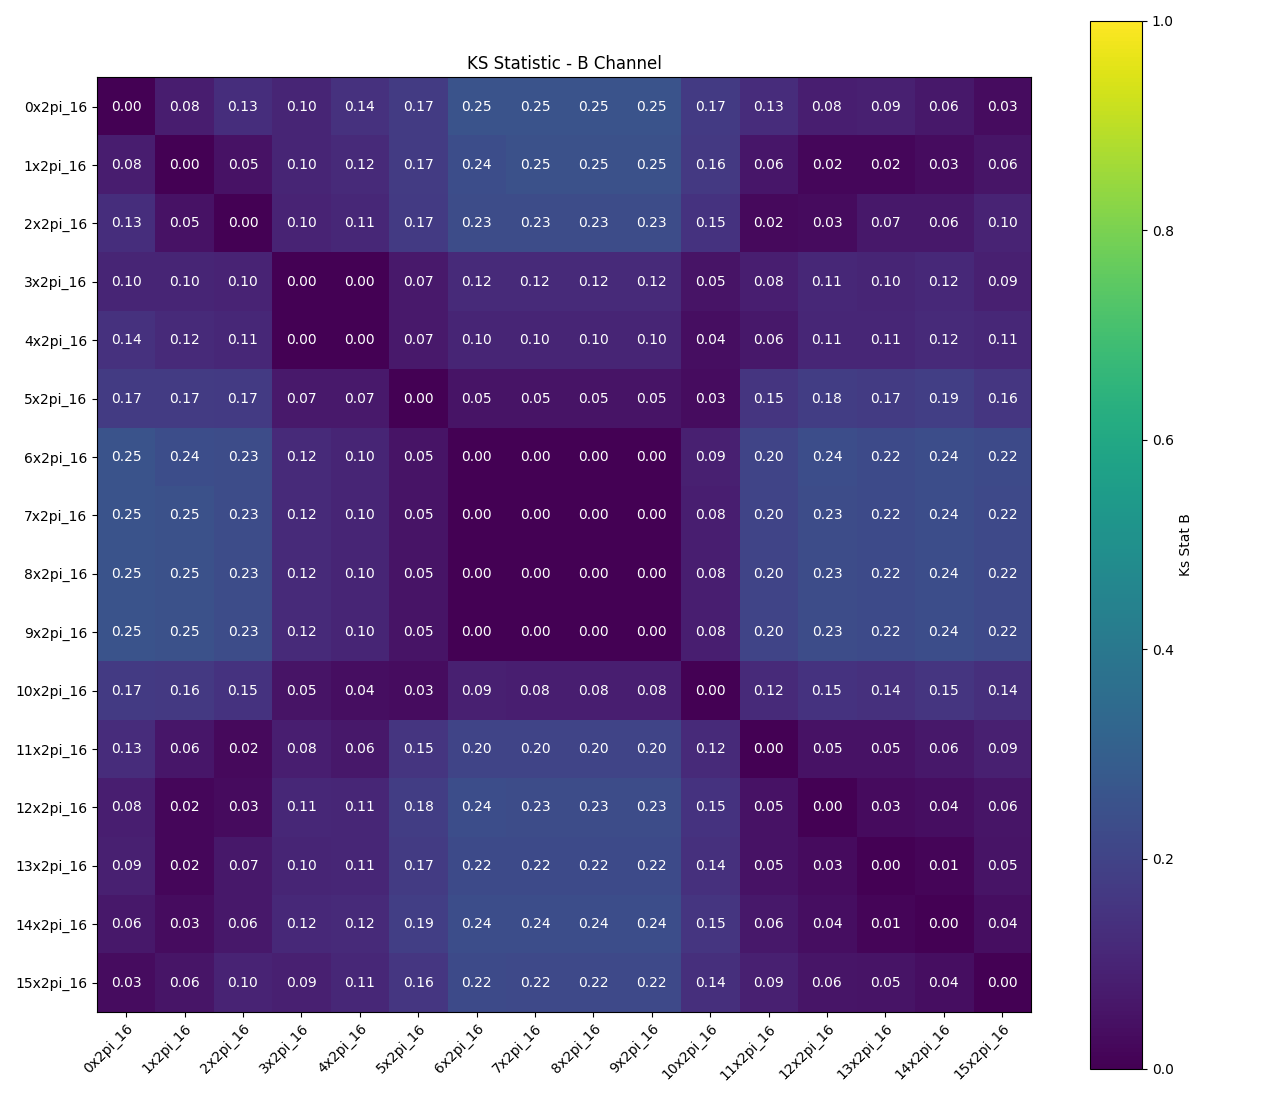 KS Statistic - B Channel
0x2pi_16 0.00 0.08 0.13 0.10 0.14 0.17 0.25 0.25 0.25 0.25 0.17 0.13 0.08 0.09 0.06 0.03
1x2pi_16 0.08 0.00 0.05 0.10 0.12 0.17 0.24 0.25 0.25 0.25 0.16 0.06 0.02 0.02 0.03 0.06
2x2pi_16 0.13 0.05 0.00 0.10 0.11 0.17 0.23 0.23 0.23 0.23 0.15 0.02 0.03 0.07 0.06 0.10
3x2pi_16 0.10 0.10 0.10 0.00 0.00 0.07 0.12 0.12 0.12 0.12 0.05 0.08 0.11 0.10 0.12 0.09
4x2pi_16 0.14 0.12 0.11 0.00 0.00 0.07 0.10 0.10 0.10 0.10 0.04 0.06 0.11 0.11 0.12 0.11
5x2pi_16 0.17 0.17 0.17 0.07 0.07 0.00 0.05 0.05 0.05 0.05 0.03 0.15 0.18 0.17 0.19 0.16
6x2pi_16 0.25 0.24 0.23 0.12 0.10 0.05 0.00 0.00 0.00 0.00 0.09 0.20 0.24 0.22 0.24 0.22
7x2pi_16 0.25 0.25 0.23 0.12 0.10 0.05 0.00 0.00 0.00 0.00 0.08 0.20 0.23 0.22 0.24 0.22
8x2pi_16 0.25 0.25 0.23 0.12 0.10 0.05 0.00 0.00 0.00 0.00 0.08 0.20 0.23 0.22 0.24 0.22
9x2pi_16 0.25 0.25 0.23 0.12 0.10 0.05 0.00 0.00 0.00 0.00 0.08 0.20 0.23 0.22 0.24 0.22
10x2pi_16 0.17 0.16 0.15 0.05 0.04 0.03 0.09 0.08 0.08 0.08 0.00 0.12 0.15 0.14 0.15 0.14
11x2pi_16 0.13 0.06 0.02 0.08 0.06 0.15 0.20 0.20 0.20 0.20 0.12 0.00 0.05 0.05 0.06 0.09
12x2pi_16 0.08 0.02 0.03 0.11 0.11 0.18 0.24 0.23 0.23 0.23 0.15 0.05 0.00 0.03 0.04 0.06
13x2pi_16 0.09 0.02 0.07 0.10 0.11 0.17 0.22 0.22 0.22 0.22 0.14 0.05 0.03 0.00 0.01 0.05
14x2pi_16 0.06 0.03 0.06 0.12 0.12 0.19 0.24 0.24 0.24 0.24 0.15 0.06 0.04 0.01 0.00 0.04
15x2pi_16 0.03 0.06 0.10 0.09 0.11 0.16 0.22 0.22 0.22 0.22 0.14 0.09 0.06 0.05 0.04 0.00
0x2pi_16 1x2pi_16 2x2pi_16 3x2pi_16 4x2pi_16 5x2pi_16 6x2pi_16 7x2pi_16 8x2pi_16 9x2pi_16 10x2pi_16 11x2pi_16 12x2pi_16 13x2pi_16 14x2pi_16 15x2pi_16
1.0
0.8
0.6
0.4
0.2
0.0
Ks Stat B